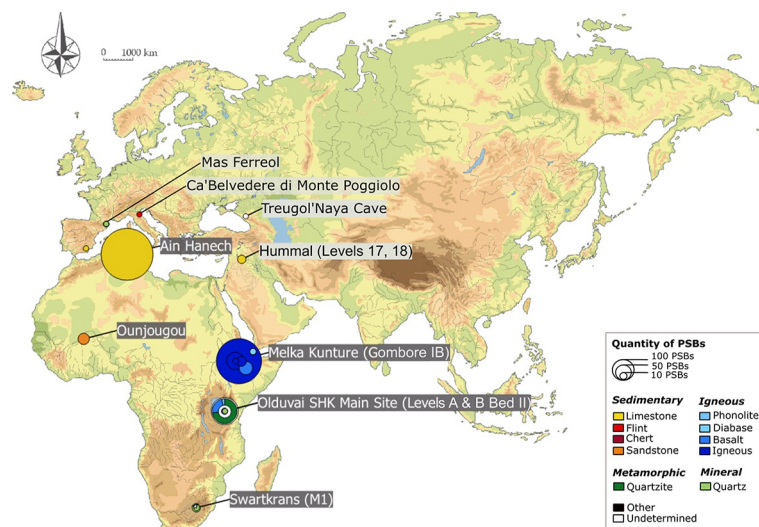 0 1000 km
Mas Ferreol
Ca'Belvedere di Monte Poggiolo
Treugol'Naya Cave
Ain Hanech
Hummal (Levels 17, 18)
Ounjougou
Melka Kunture (Gombore IB)
Olduvai SHK Main Site (Levels A & B Bed II)
Swartkrans (M1)
Quantity of PSBs
100 PSBs
50 PSBs
10 PSBs
Sedimentary
Limestone
Flint
Chert
Sandstone
Igneous
Phonolite
Diabase
Basalt
Igneous
Metamorphic
Quartzite
Mineral
Quartz
Other
Undetermined